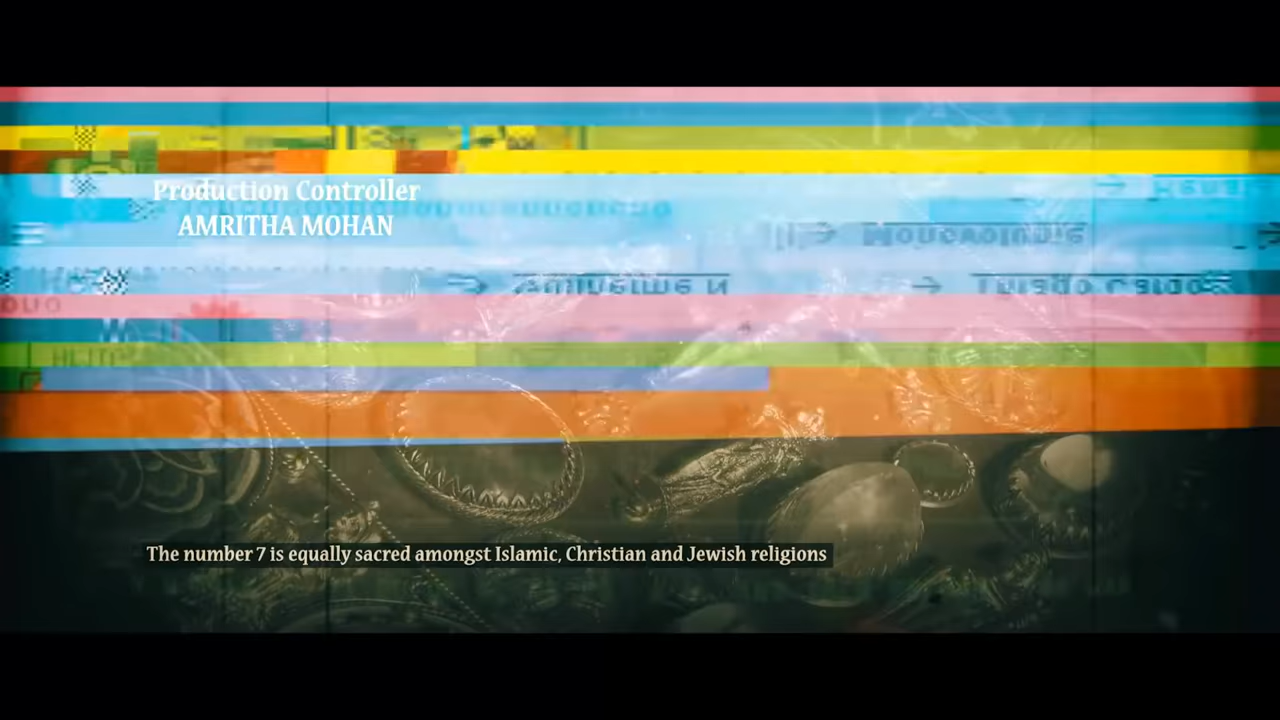 Production Controller
AMRITHA MOHAN
The number 7 is equally sacred amongst Islamic, Christian and Jewish religions